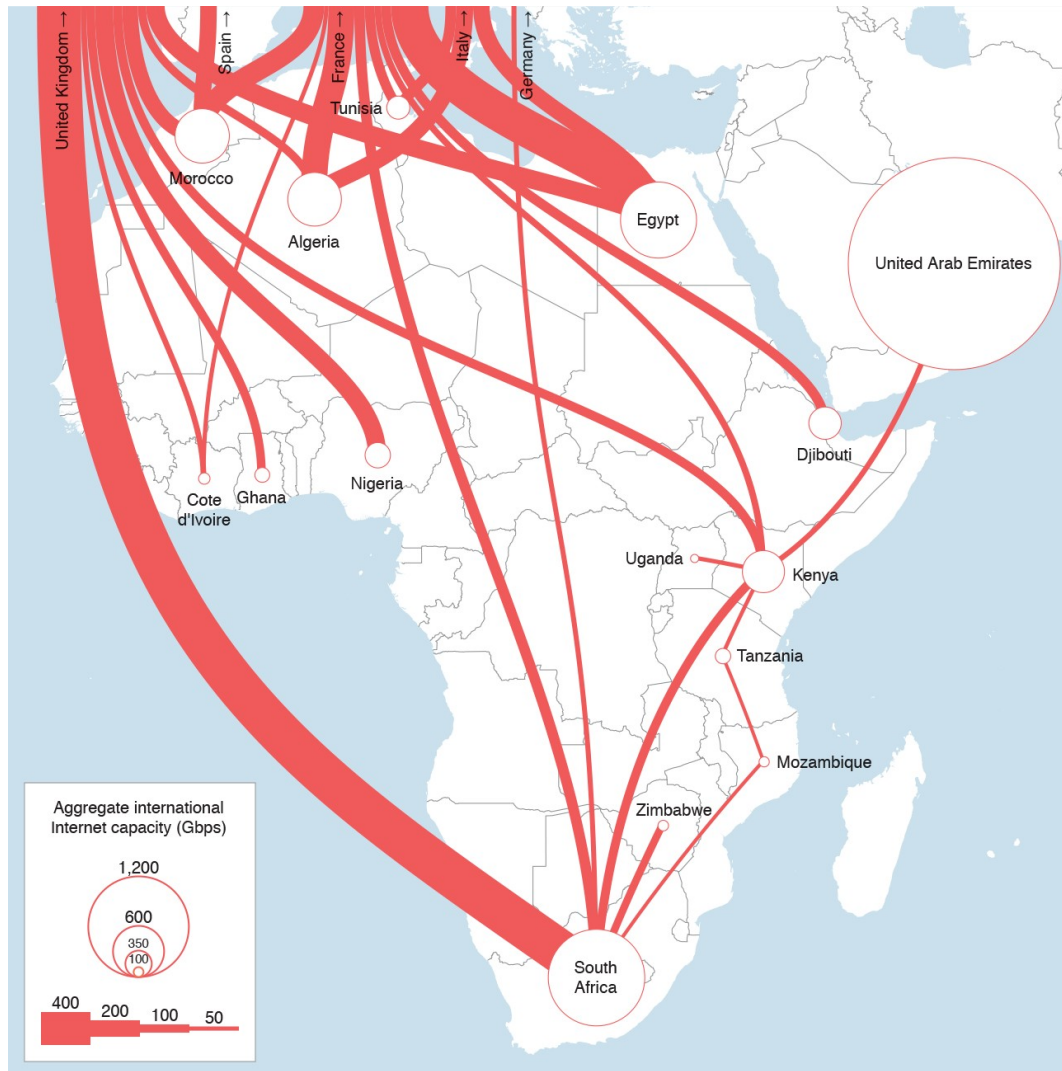 United Kingdom →
Spain →
France →
Italy →
Germany →
Tunisia
Morocco
Algeria
Egypt
United Arab Emirates
Djibouti
Cote
d'Ivoire
Ghana
Nigeria
Uganda
Kenya
Tanzania
Mozambique
Zimbabwe
South
Africa
Aggregate international
Internet capacity (Gbps)
1,200
600
350
100
400
200
100
50